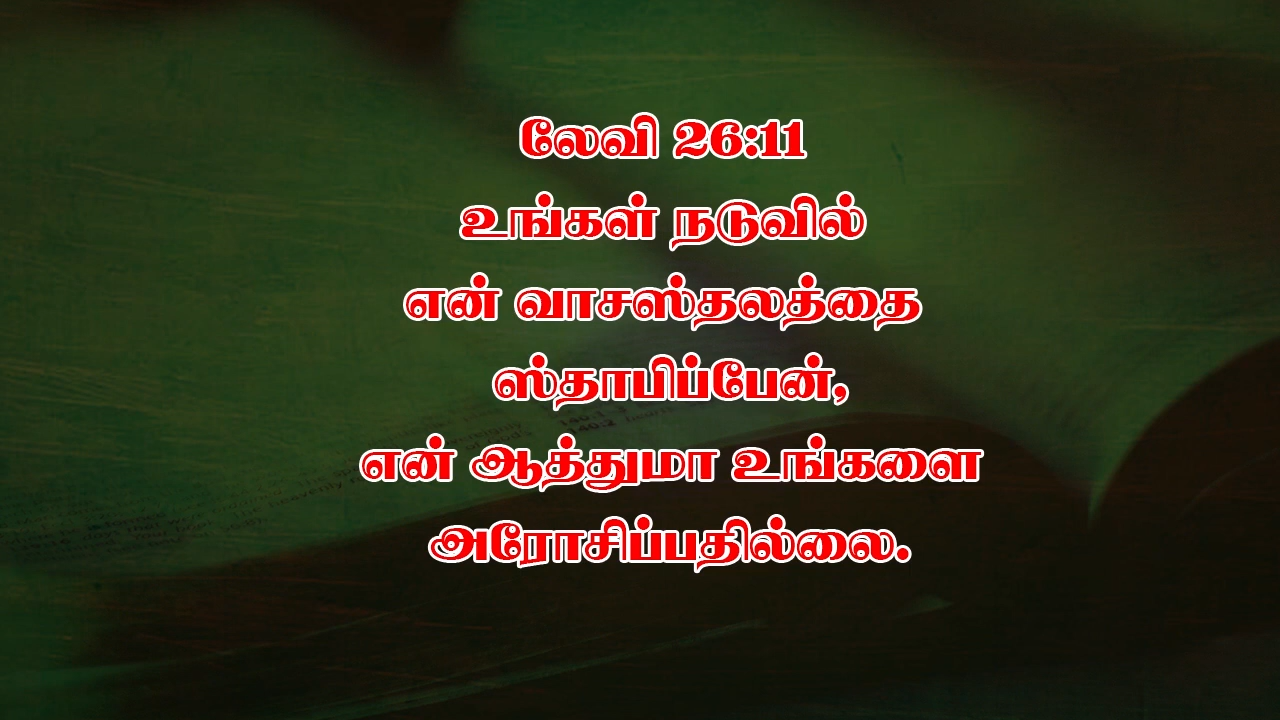 லேவி 26:11
உங்கள் நடுவில்
என் வாசஸ்தலத்தை
ஸ்தாபிப்பேன்,
என் ஆத்துமா உங்களை
அரோசிப்பதில்லை.